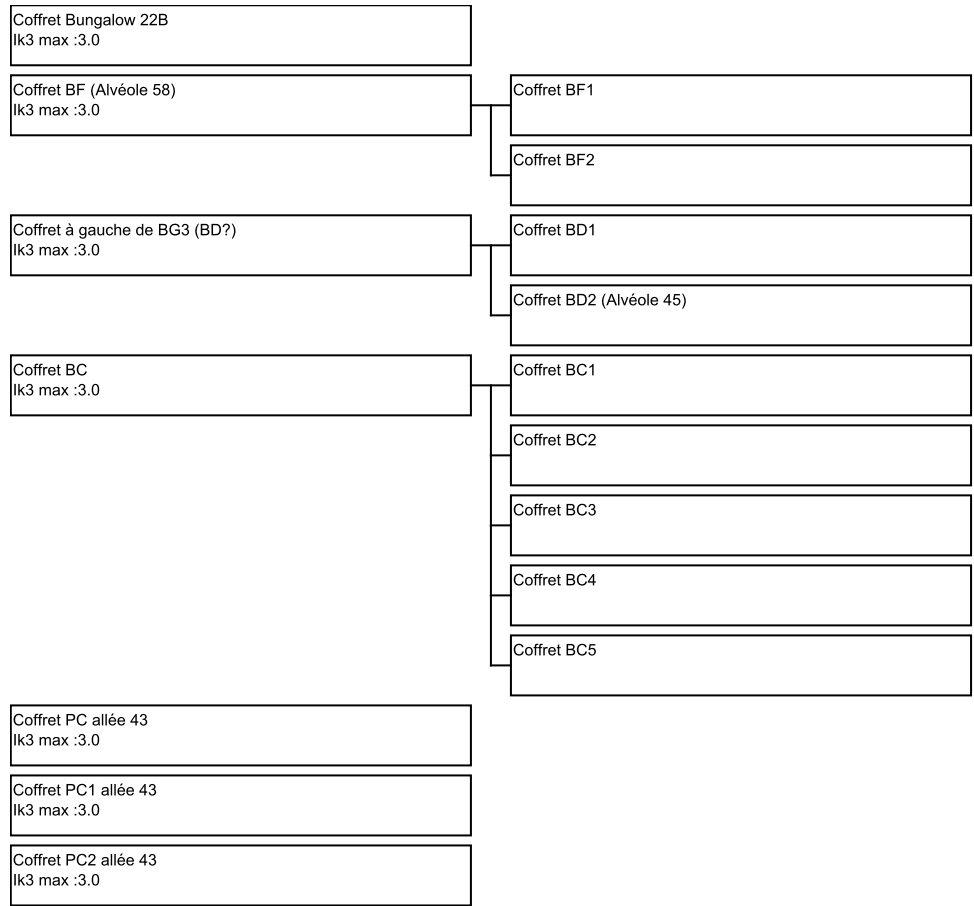 Coffret Bungalow 22B
Ik3 max :3.0
Coffret BF (Alvéole 58)
Ik3 max :3.0
Coffret BF1
Coffret BF2
Coffret à gauche de BG3 (BD?)
Ik3 max :3.0
Coffret BD1
Coffret BD2 (Alvéole 45)
Coffret BC
Ik3 max :3.0
Coffret BC1
Coffret BC2
Coffret BC3
Coffret BC4
Coffret BC5
Coffret PC allée 43
Ik3 max :3.0
Coffret PC1 allée 43
Ik3 max :3.0
Coffret PC2 allée 43
Ik3 max :3.0